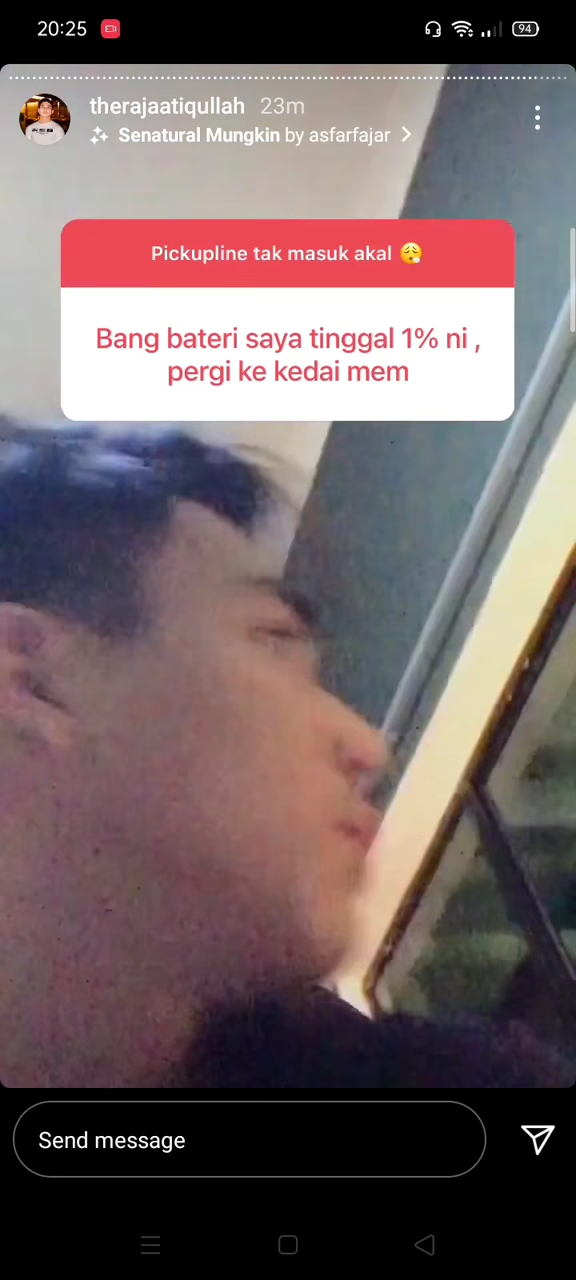 20:25
94
therajaatiqullah 23m
Senatural Mungkin by asfarfajar
Pickupline tak masuk akal 😮‍💨
Bang bateri saya tinggal 1% ni ,
pergi ke kedai mem
Send message